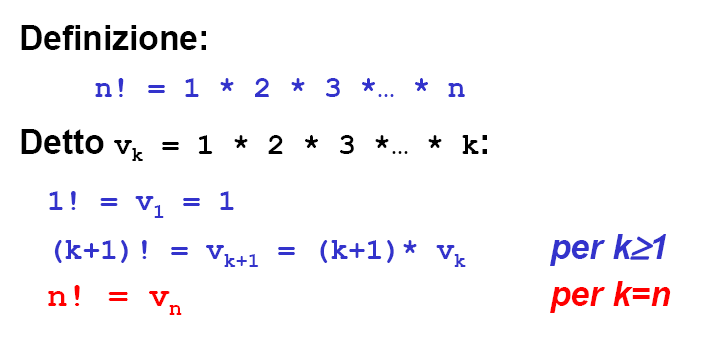 Definizione:
n! = 1 * 2 * 3 *… * n
Detto vₖ = 1 * 2 * 3 *… * k:
1! = v₁ = 1
(k+1)! = vₖ₊₁ = (k+1)* vₖ per k≥1
n! = vₙ per k=n